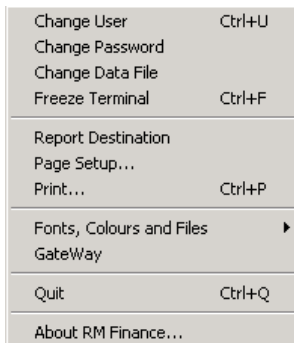 Change User Ctrl+U
Change Password
Change Data File
Freeze Terminal Ctrl+F
Report Destination
Page Setup...
Print... Ctrl+P
Fonts, Colours and Files
GateWay
Quit Ctrl+Q
About RM Finance...